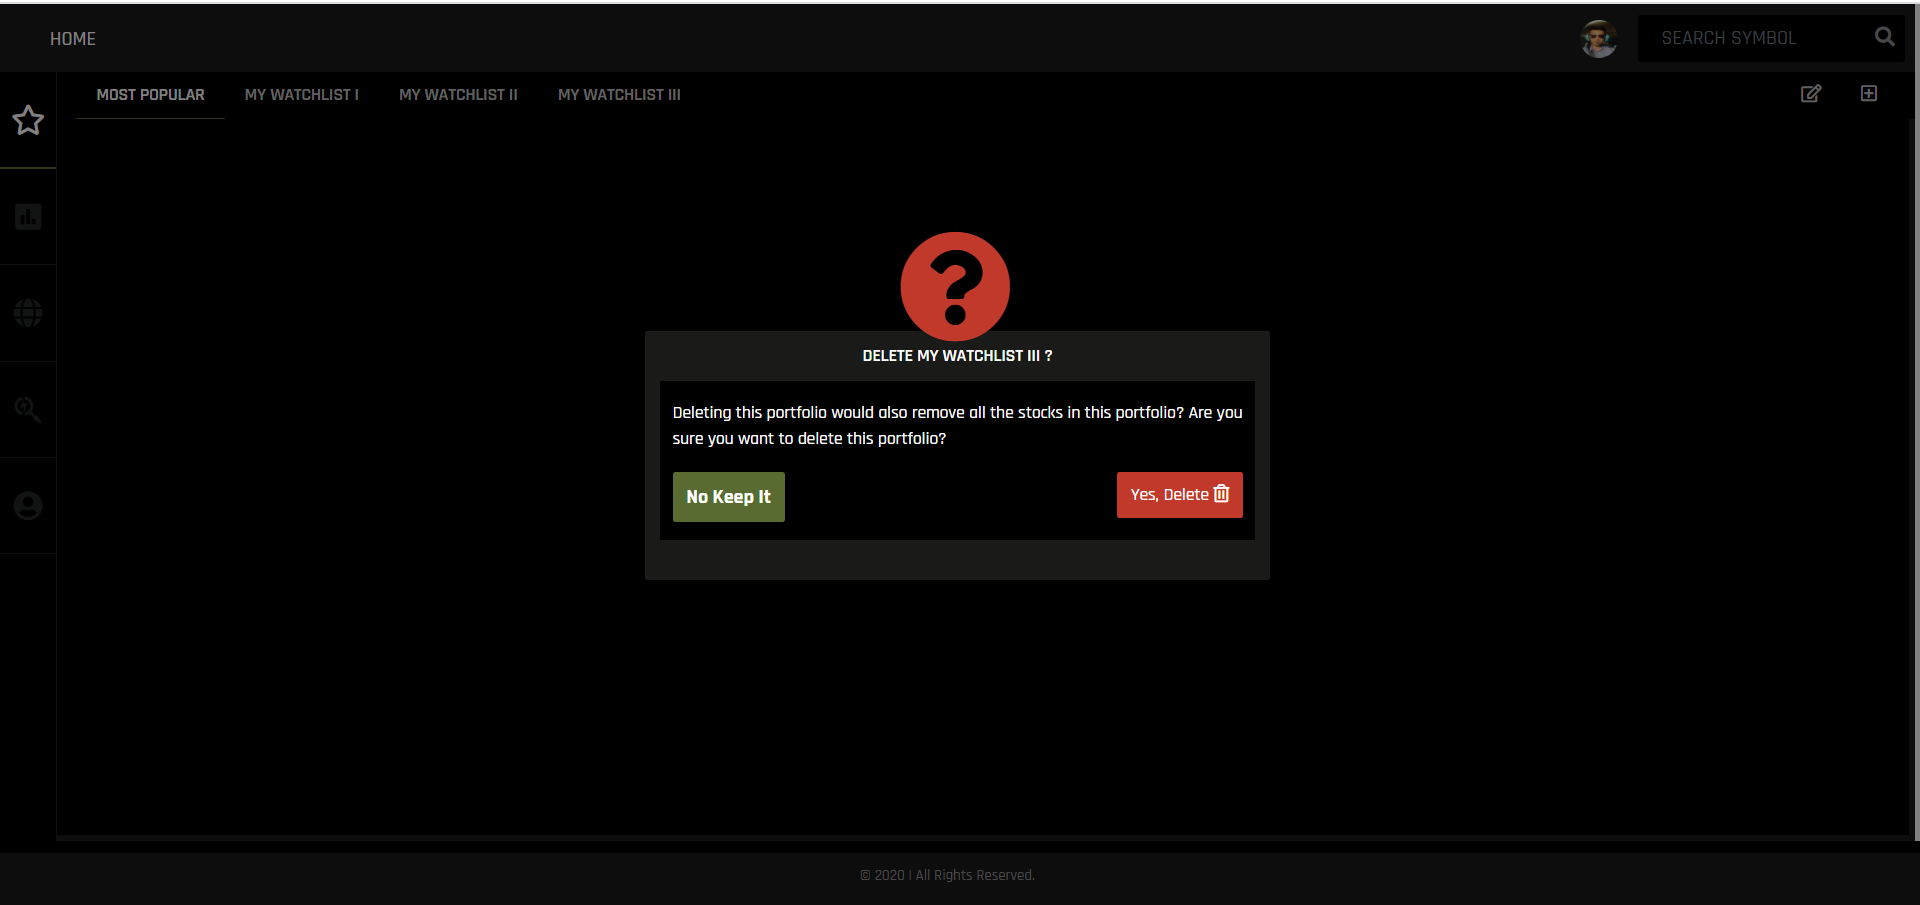 HOME
SEARCH SYMBOL
MOST POPULAR
MY WATCHLIST I
MY WATCHLIST II
MY WATCHLIST III
DELETE MY WATCHLIST III ?
Deleting this portfolio would also remove all the stocks in this portfolio? Are you
sure you want to delete this portfolio?
No Keep It
Yes, Delete
© 2020 | All Rights Reserved.